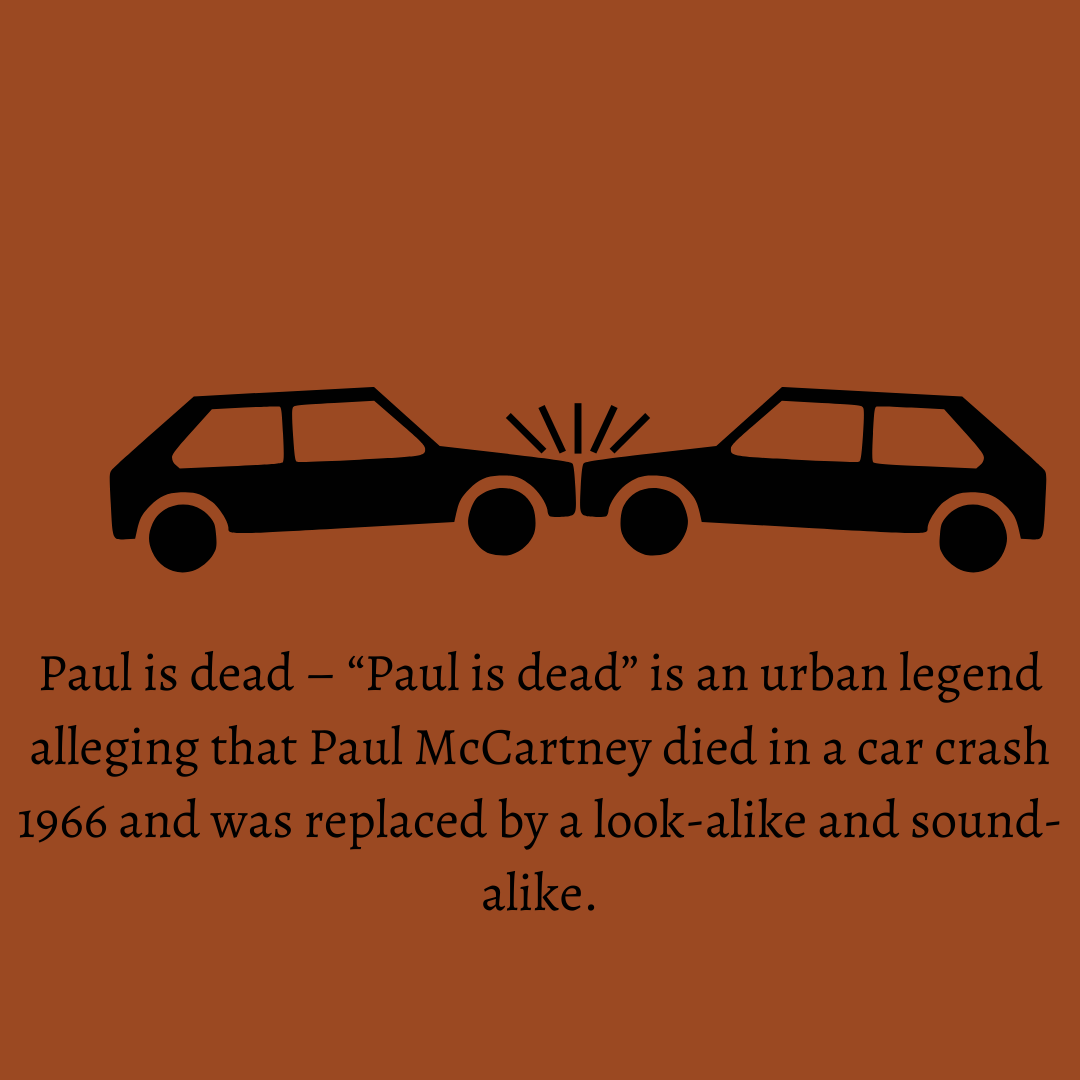 Paul is dead – “Paul is dead” is an urban legend
alleging that Paul McCartney died in a car crash
1966 and was replaced by a look-alike and sound-
alike.